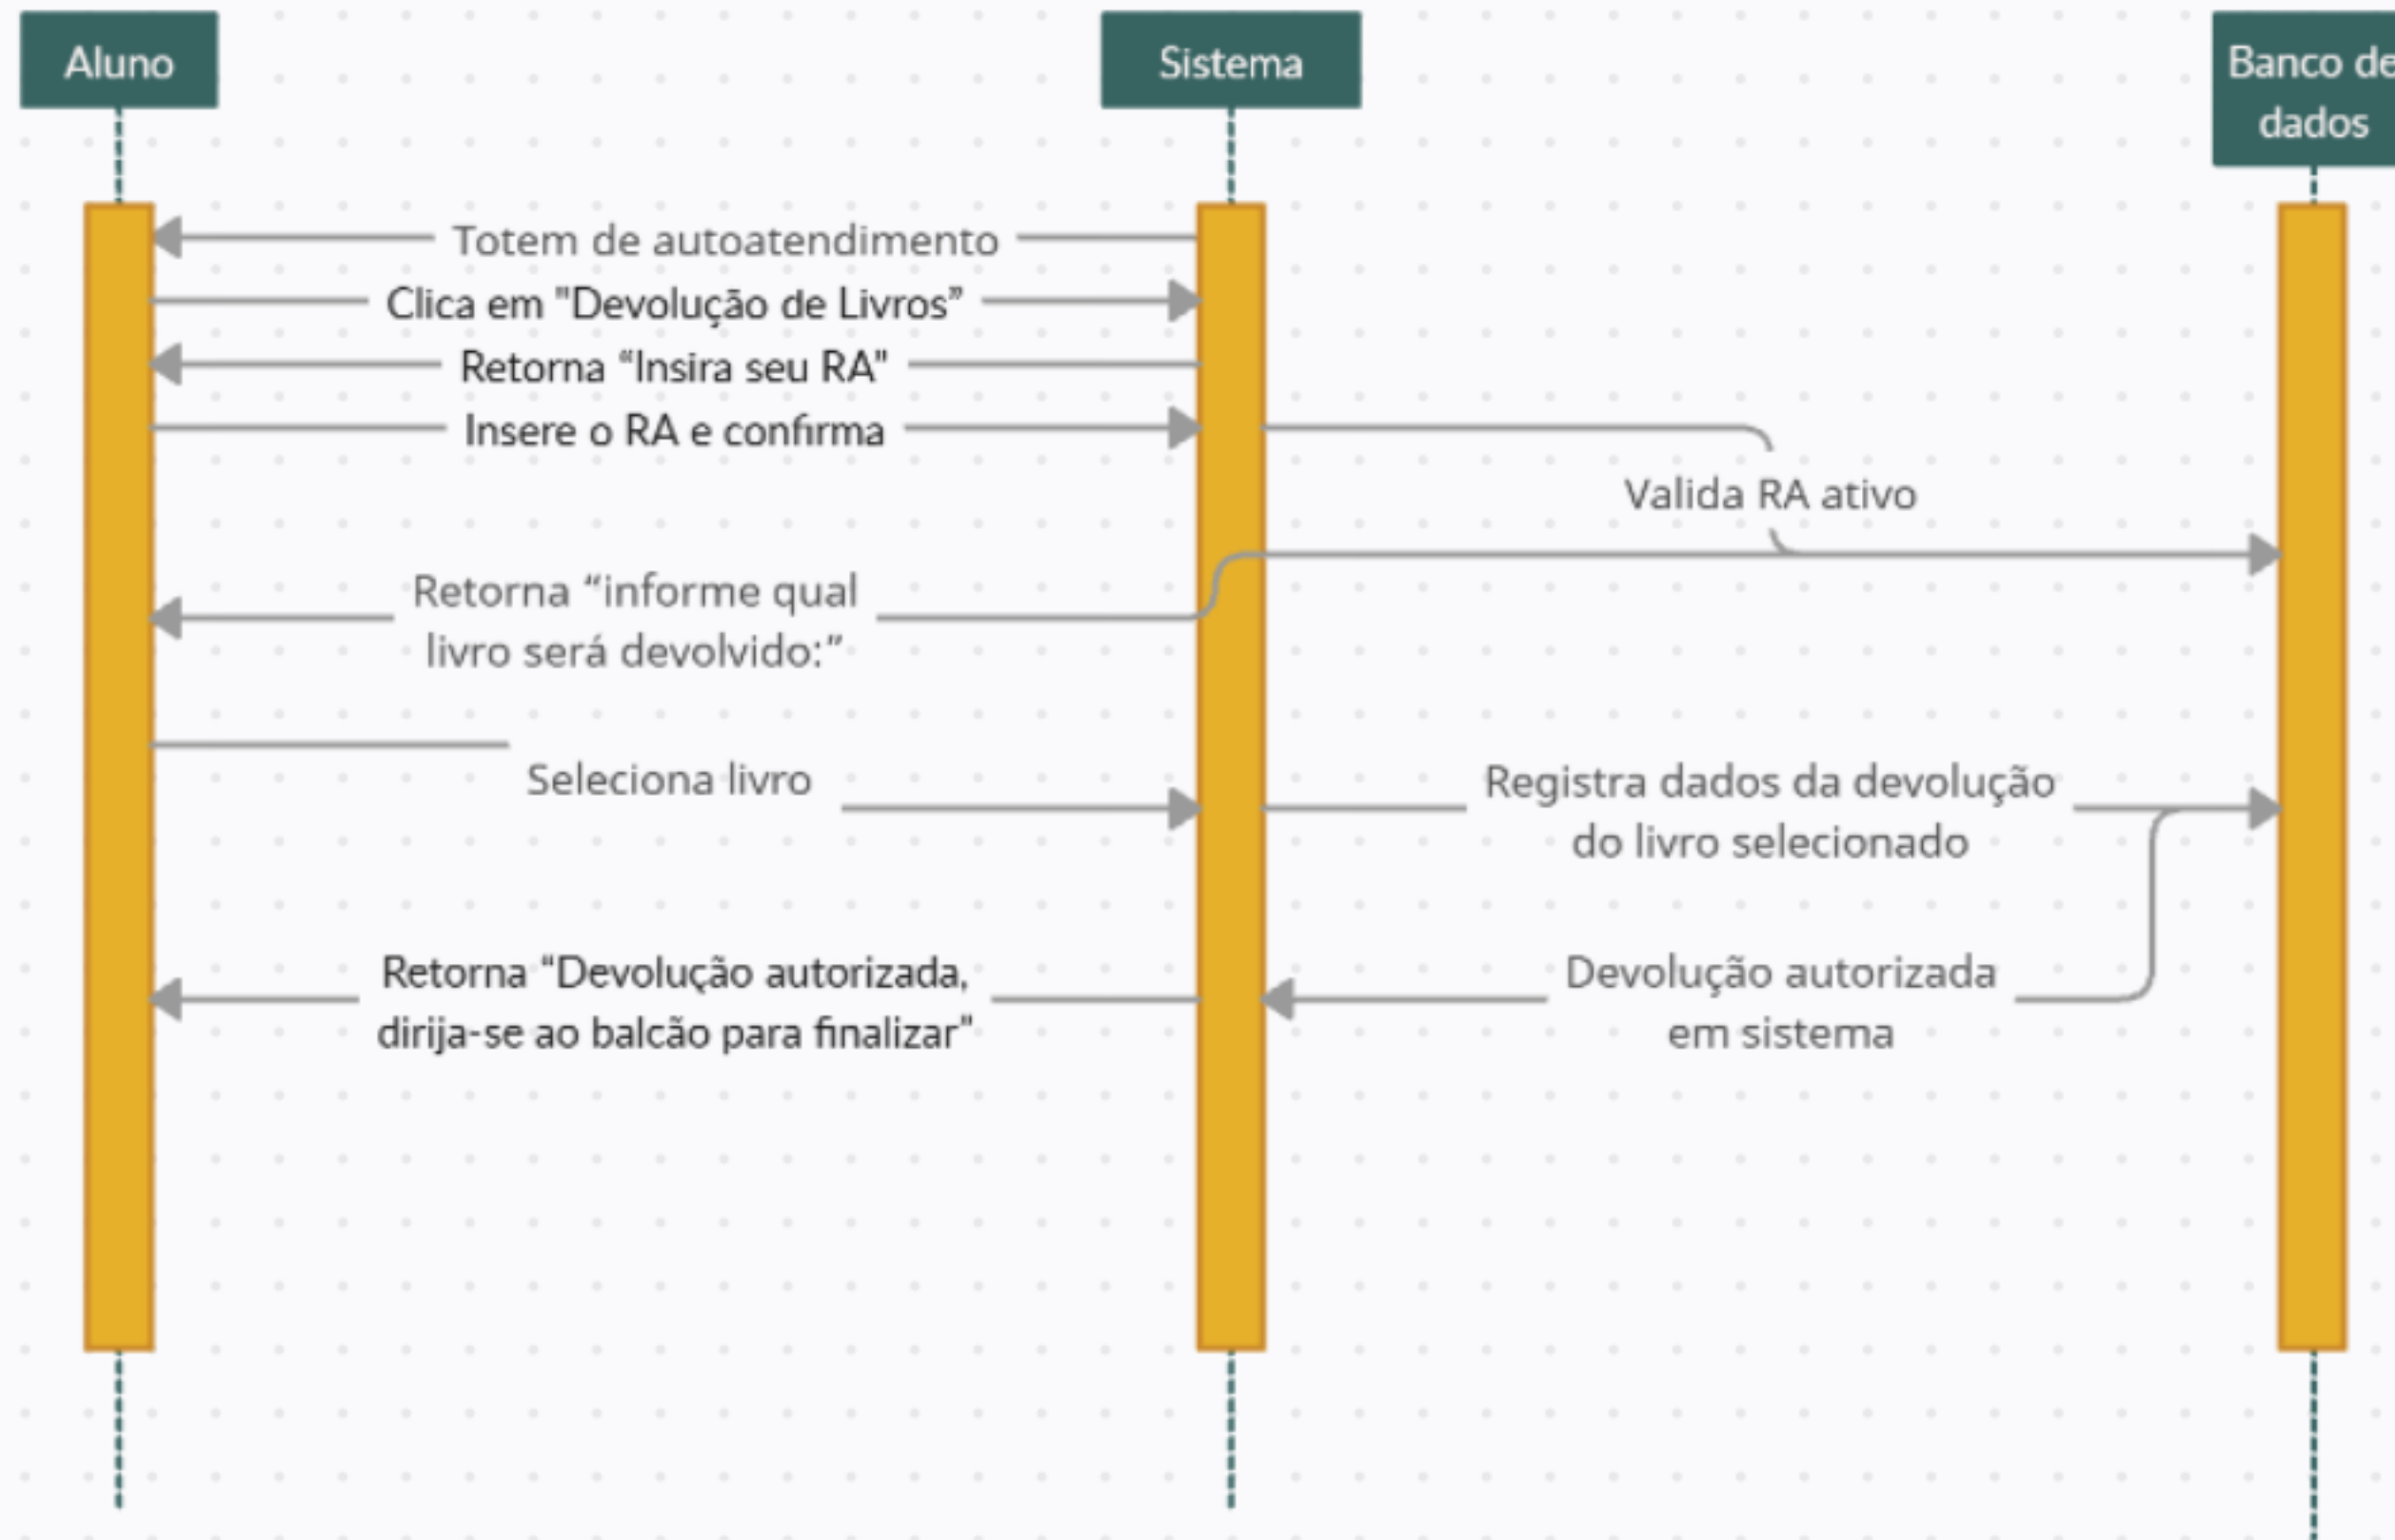 Aluno
Sistema
Banco de
dados
Totem de autoatendimento
Clica em "Devolução de Livros”
Retorna “Insira seu RA"
Insere o RA e confirma
Valida RA ativo
Retorna “informe qual
livro será devolvido:”
Seleciona livro
Registra dados da devolução
do livro selecionado
Retorna “Devolução autorizada,
dirija-se ao balcão para finalizar"
Devolução autorizada
em sistema